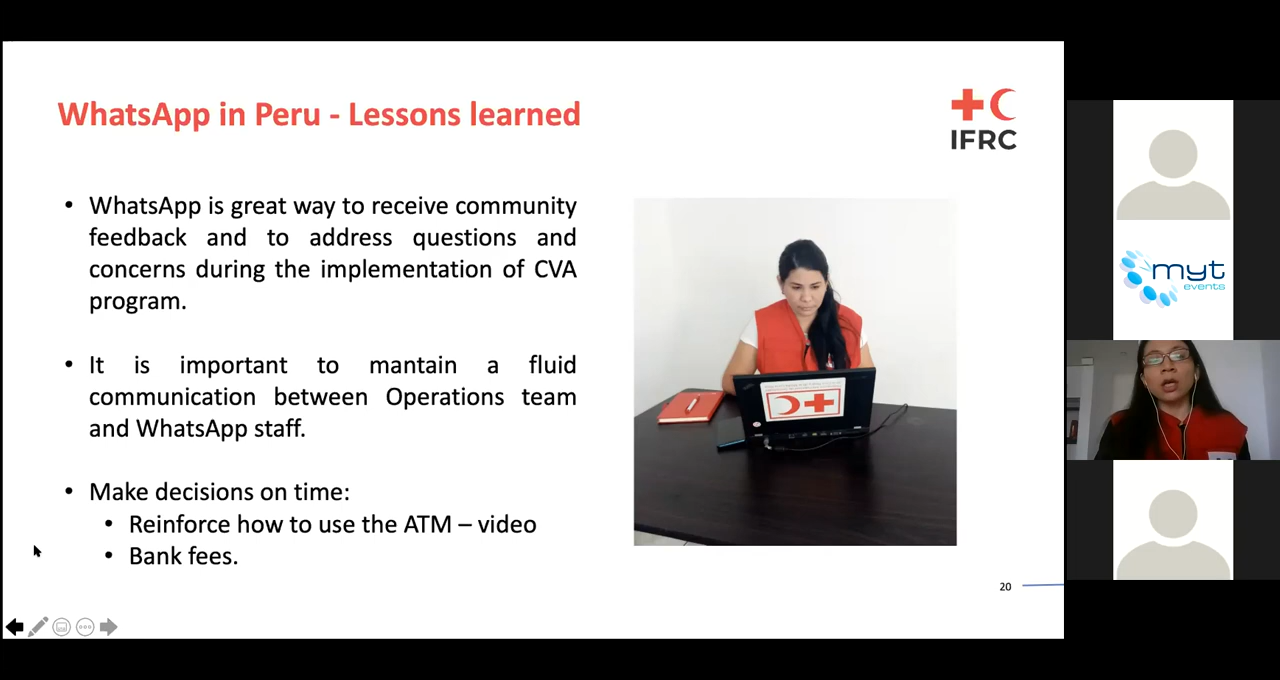 WhatsApp in Peru - Lessons learned
IFRC
• WhatsApp is great way to receive community
feedback and to address questions and
concerns during the implementation of CVA
program.
• It is important to mantain a fluid
communication between Operations team
and WhatsApp staff.
• Make decisions on time:
• Reinforce how to use the ATM – video
• Bank fees.
20
myt
events